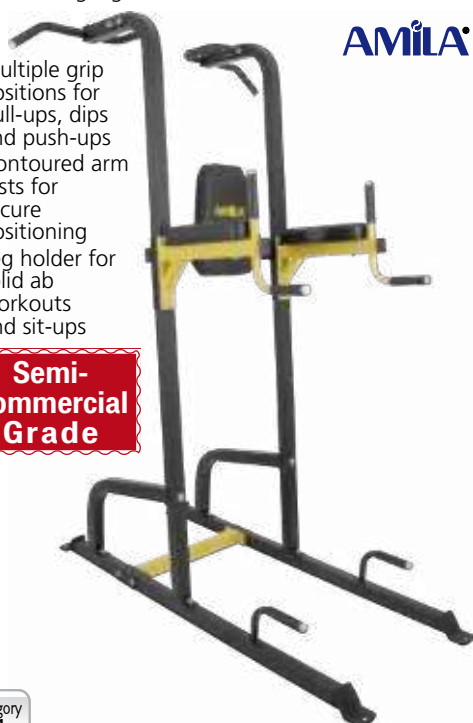 AMILA
ultiple grip
ositions for
ull-ups, dips
nd push-ups
ontoured arm
sts for
cure
ositioning
g holder for
lid ab
orkouts
nd sit-ups
AMILA
Semi-
ommercial
Grade
gory